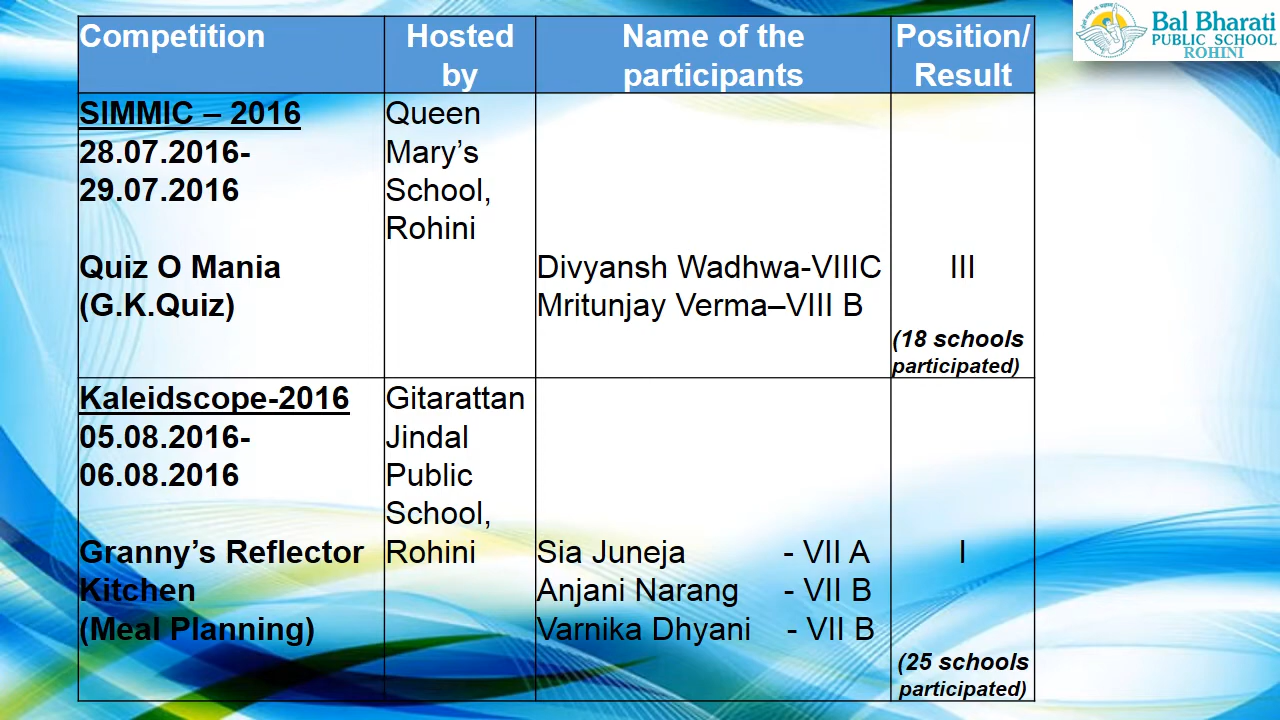 Competition
Hosted by
Name of the participants
Position/ Result
SIMMIC – 2016
28.07.2016-
29.07.2016
Quiz O Mania
(G.K.Quiz)
Queen
Mary’s
School,
Rohini
Divyansh Wadhwa-VIIIC
Mritunjay Verma–VIII B
III
(18 schools
participated)
Kaleidscope-2016
05.08.2016-
06.08.2016
Granny’s Reflector
Kitchen
(Meal Planning)
Gitarattan
Jindal
Public
School,
Rohini
Sia Juneja - VII A
Anjani Narang - VII B
Varnika Dhyani - VII B
I
(25 schools
participated)
Bal Bharati
PUBLIC SCHOOL
ROHINI